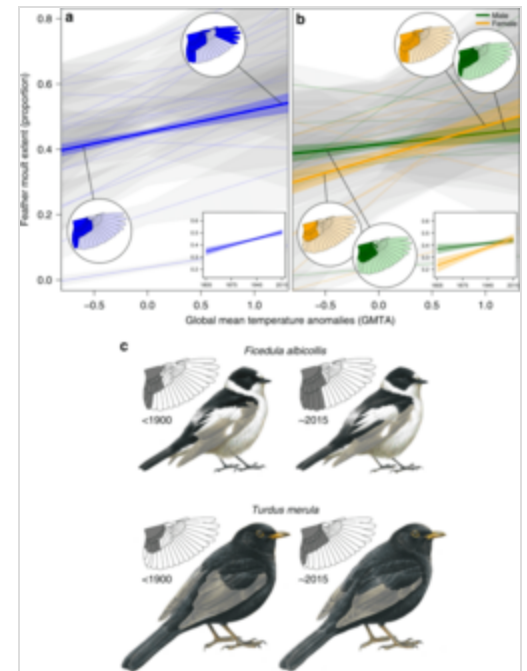 a
b
Male
Female
0.8
0.6
0.4
0.2
0.0
Feather moult extent (proportion)
−0.5 0.0 0.5 1.0
−0.5 0.0 0.5 1.0
Global mean temperature anomalies (GMTA)
c
Ficedula albicollis
<1900
~2015
Turdus merula
<1900
~2015